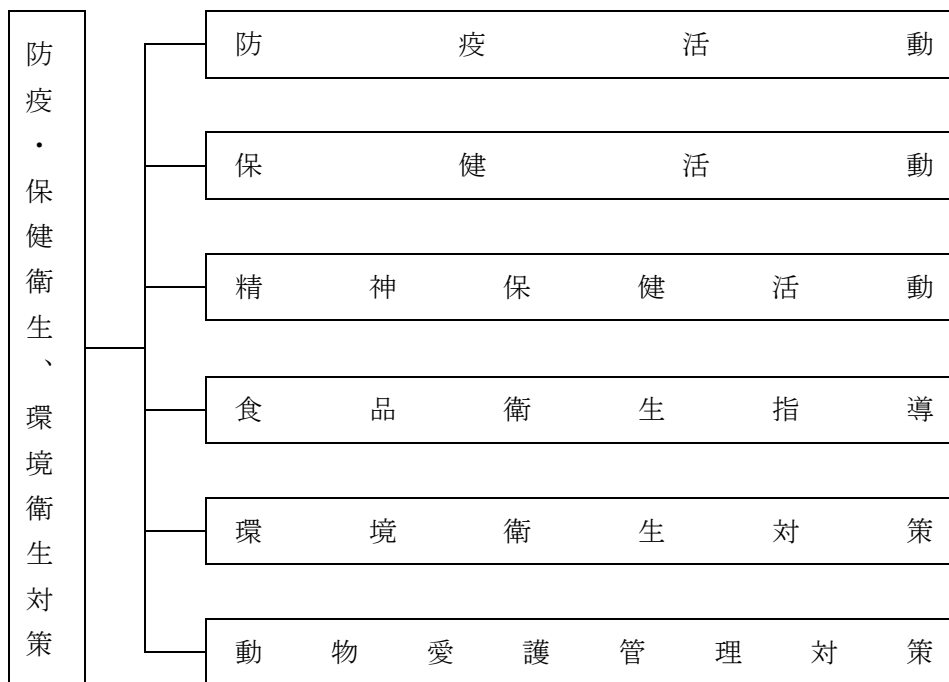 防疫・保健衛生、環境衛生対策
防疫活動
保健活動
精神保健活動
食品衛生指導
環境衛生対策
動物愛護管理対策